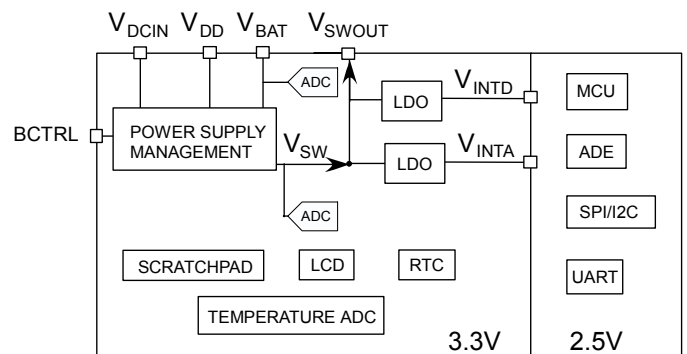 VDCIN VDD VBAT VSWOUT
ADC
LDO
VINTD
MCU
BCTRL
POWER SUPPLY
MANAGEMENT
VSW
LDO
VINTA
ADE
ADC
SPI/I2C
SCRATCHPAD
LCD
RTC
UART
TEMPERATURE ADC
3.3V
2.5V